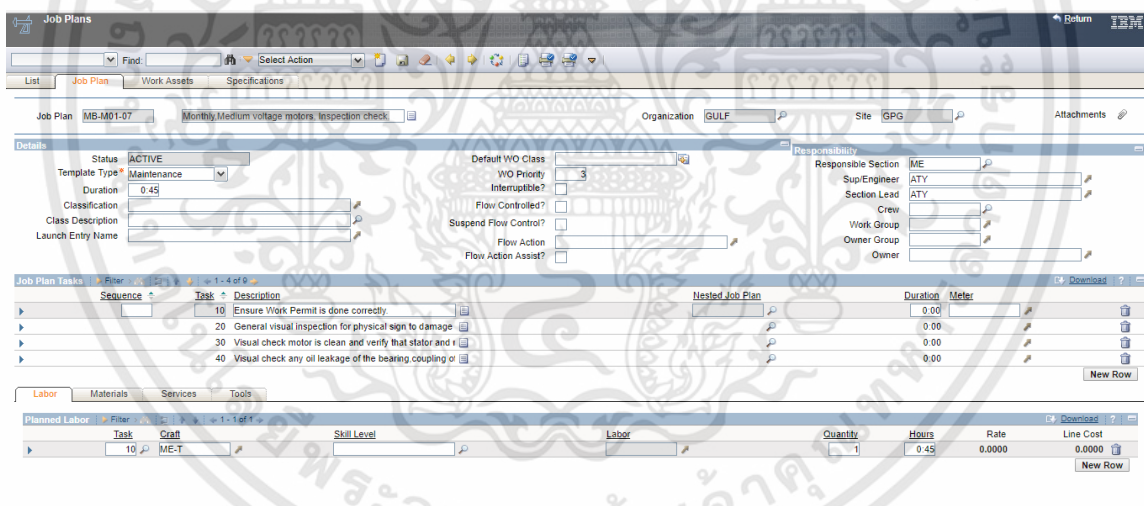 Job Plans Return IBM
Find: Select Action
List Job Plan Work Assets Specifications
Job Plan MB-M01-07 Monthly,Medium voltage motors, Inspection check. Organization GULF Site GPG Attachments
Details Responsibility
Status ACTIVE Default WO Class Responsible Section ME
Template Type* Maintenance WO Priority 3 Sup/Engineer ATY
Duration 0:45 Interruptible? Section Lead ATY
Classification Flow Controlled? Crew
Class Description Suspend Flow Control? Work Group
Launch Entry Name Flow Action Owner Group
Flow Action Assist? Owner
Job Plan Tasks Filter 1 - 4 of 9 Download ?
Sequence Task Description Nested Job Plan Duration Meter
10 Ensure Work Permit is done correctly. 0:00
20 General visual inspection for physical sign to damage 0:00
30 Visual check motor is clean and verify that stator and 0:00
40 Visual check any oil leakage of the bearing,coupling 0:00
New Row
Labor Materials Services Tools
Planned Labor Filter 1 - 1 of 1 Download ?
Task Craft Skill Level Labor Quantity Hours Rate Line Cost
10 ME-T 1 0:45 0.0000 0.0000
New Row